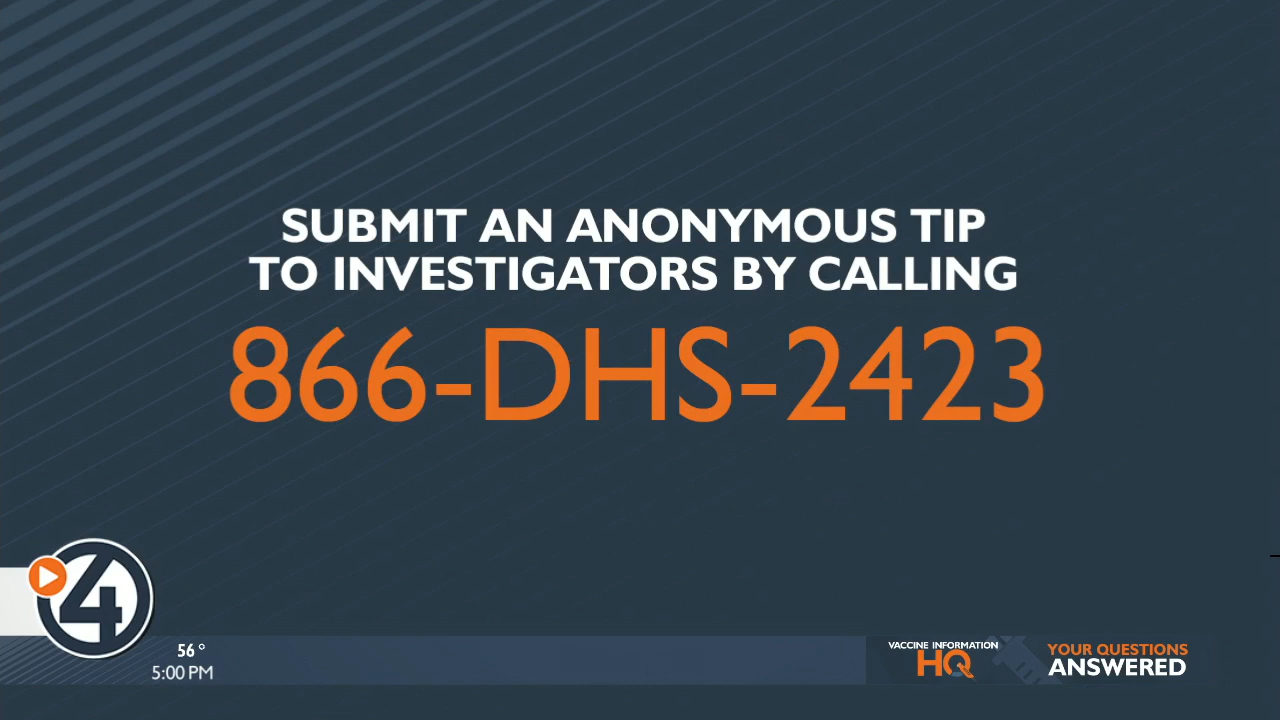 SUBMIT AN ANONYMOUS TIP
TO INVESTIGATORS BY CALLING
866-DHS-2423
4
56°
5:00 PM
VACCINE INFORMATION
HQ
YOUR QUESTIONS
ANSWERED